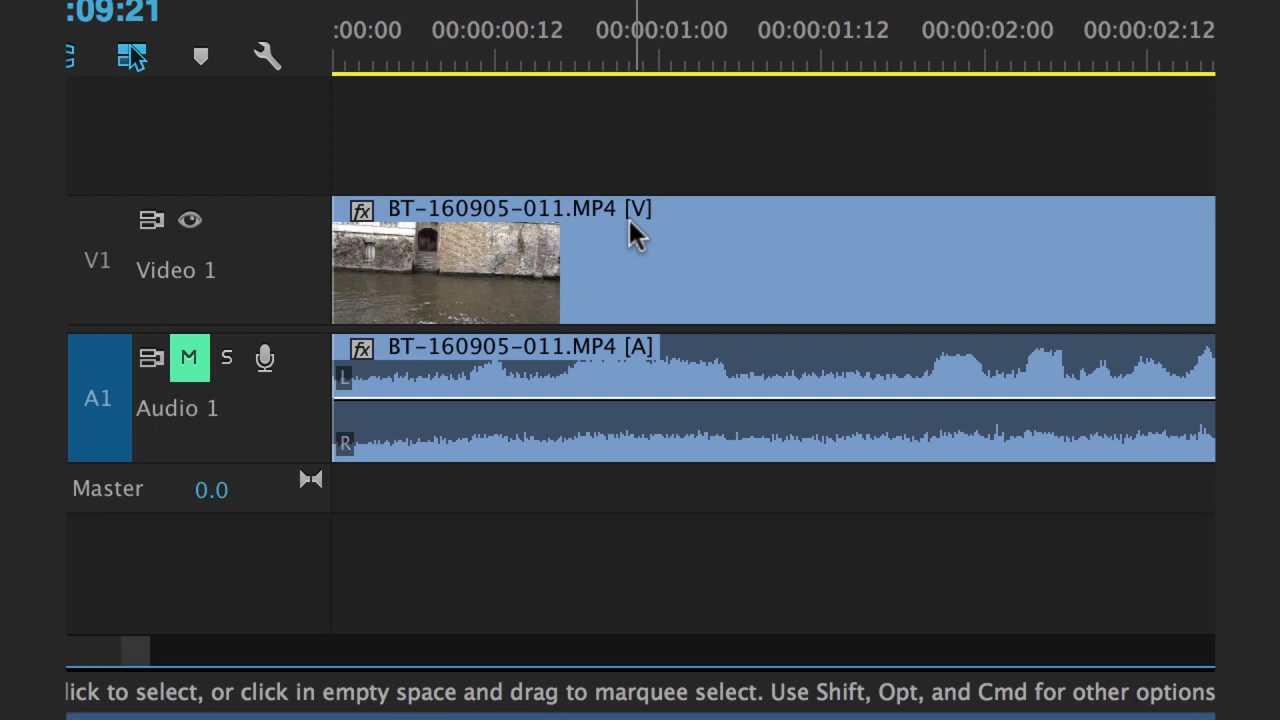 :09:21
:00:00 00:00:00:12 00:00:01:00 00:00:01:12 00:00:02:00 00:00:02:12
fx BT-160905-011.MP4 [V]
V1 Video 1
fx BT-160905-011.MP4 [A]
M S
L
A1 Audio 1
R
Master 0.0
lick to select, or click in empty space and drag to marquee select. Use Shift, Opt, and Cmd for other options